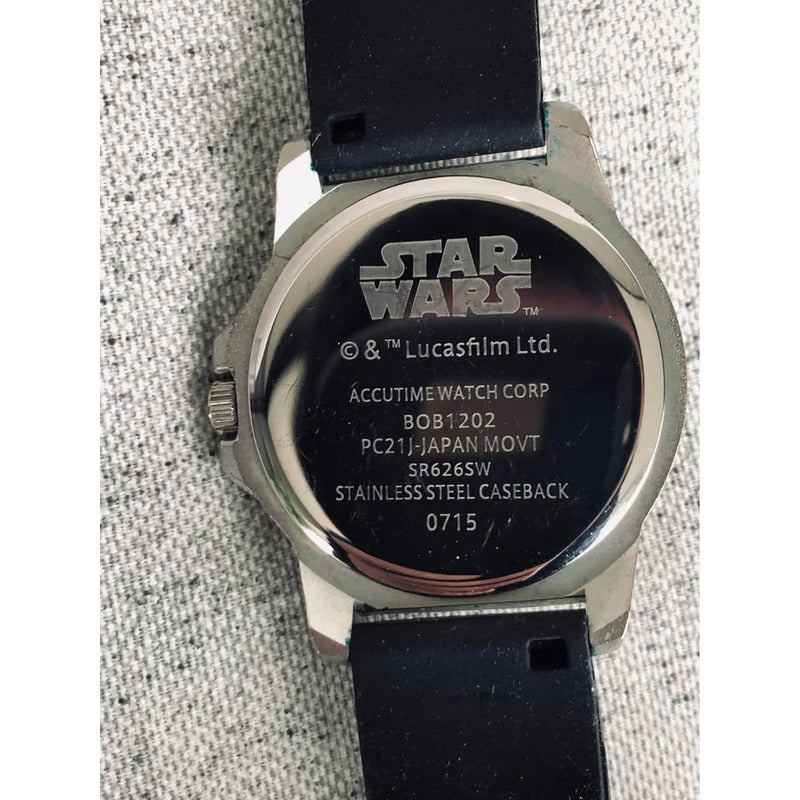 STAR
WARS™
© & ™ Lucasfilm Ltd.
ACCUTIME WATCH CORP
BOB1202
PC21J-JAPAN MOVT
SR626SW
STAINLESS STEEL CASEBACK
0715